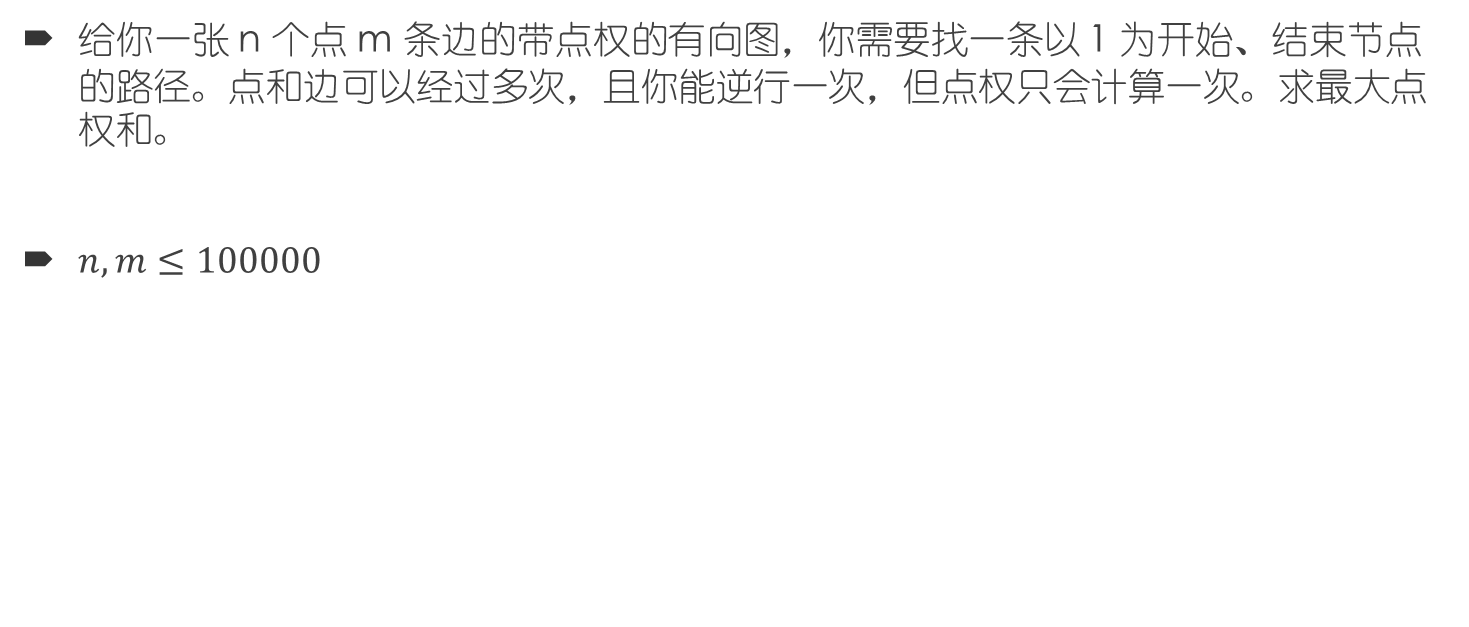 给你一张 n 个点 m 条边的带点权的有向图，你需要找一条以 1 为开始、结束节点
的路径。点和边可以经过多次，且你能逆行一次，但点权只会计算一次。求最大点
权和。
n, m ≤ 100000